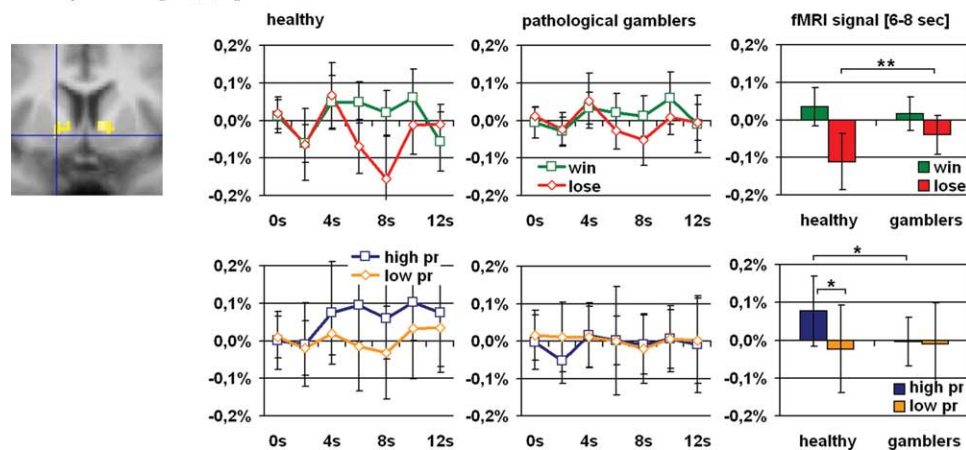 healthy
pathological gamblers
fMRI signal [6-8 sec]
0,2%
0,1%
0,0%
-0,1%
-0,2%
0s 4s 8s 12s
0,2%
0,1%
0,0%
-0,1%
-0,2%
win
lose
0s 4s 8s 12s
0,2%
0,1%
0,0%
-0,1%
-0,2%
**
win
lose
healthy gamblers
0,2%
0,1%
0,0%
-0,1%
-0,2%
high pr
low pr
0s 4s 8s 12s
0,2%
0,1%
0,0%
-0,1%
-0,2%
0s 4s 8s 12s
0,2%
0,1%
0,0%
-0,1%
-0,2%
*
*
high pr
low pr
healthy gamblers